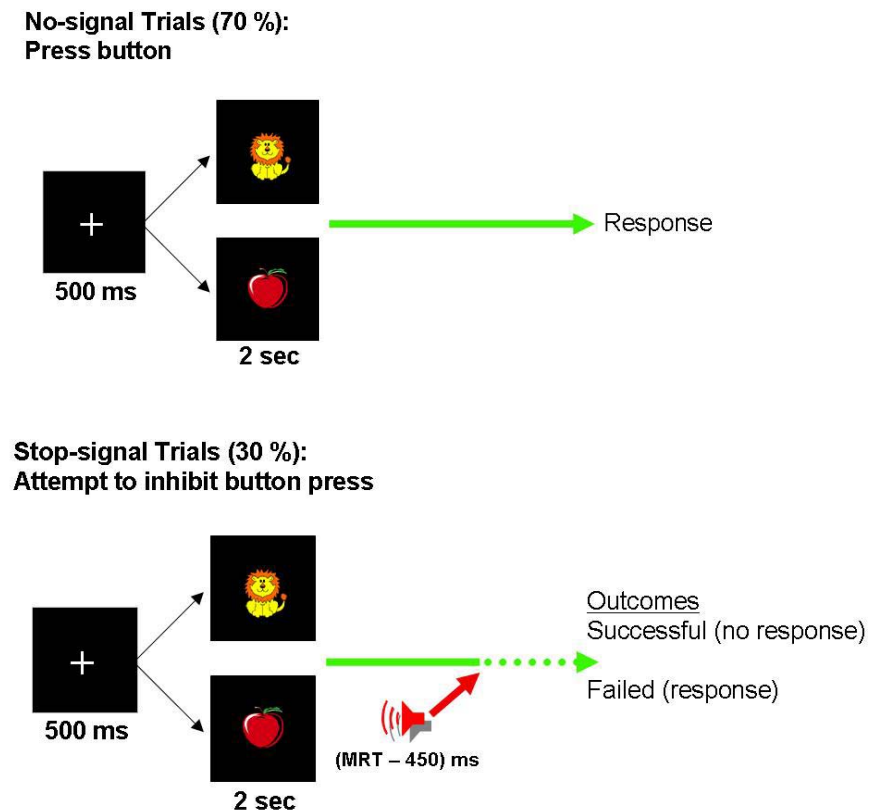 No-signal Trials (70 %):
Press button
500 ms
2 sec
Response
Stop-signal Trials (30 %):
Attempt to inhibit button press
500 ms
2 sec
(MRT – 450) ms
Outcomes
Successful (no response)
Failed (response)